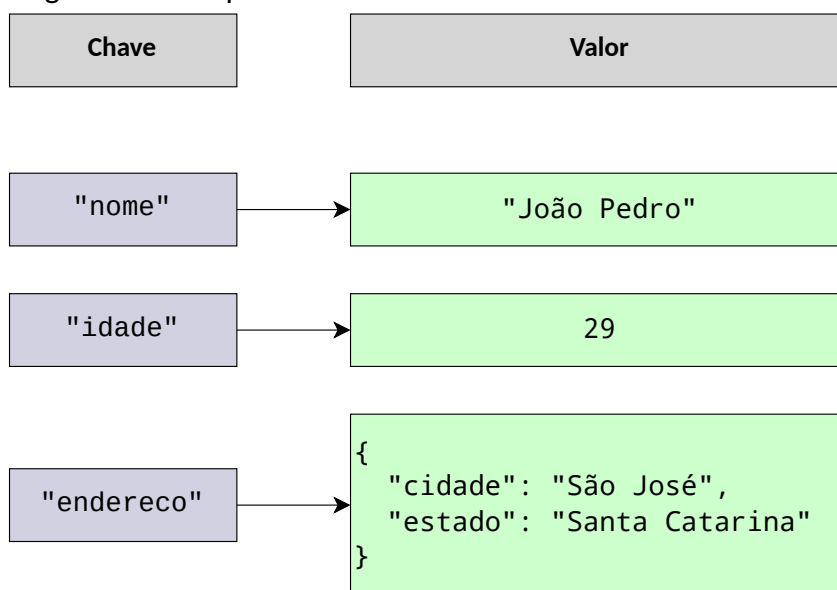 Chave
Valor
"nome"
"João Pedro"
"idade"
29
"endereco"
{
"cidade": "São José",
"estado": "Santa Catarina"
}